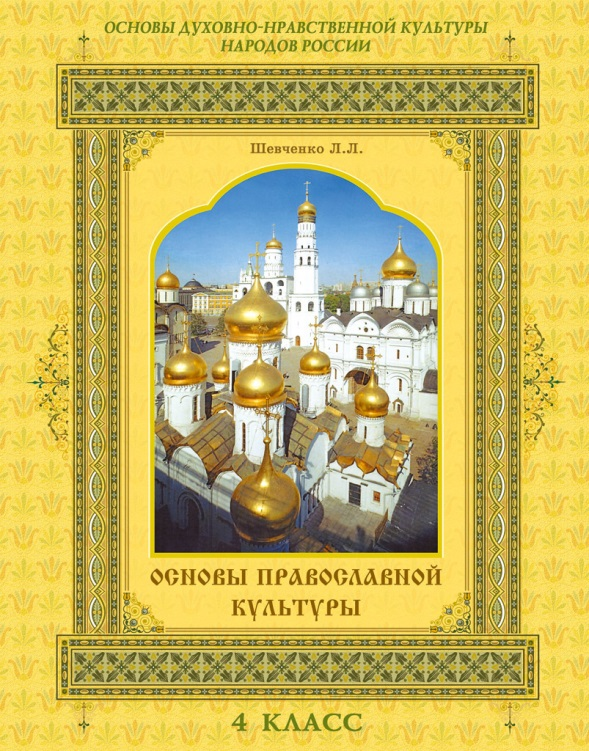 ОСНОВЫ ДУХОВНО-НРАВСТВЕННОЙ КУЛЬТУРЫ
НАРОДОВ РОССИИ
Шевченко Л.Л.
ОСНОВЫ ПРАВОСЛАВНОЙ
КУЛЬТУРЫ
4 КЛАСС